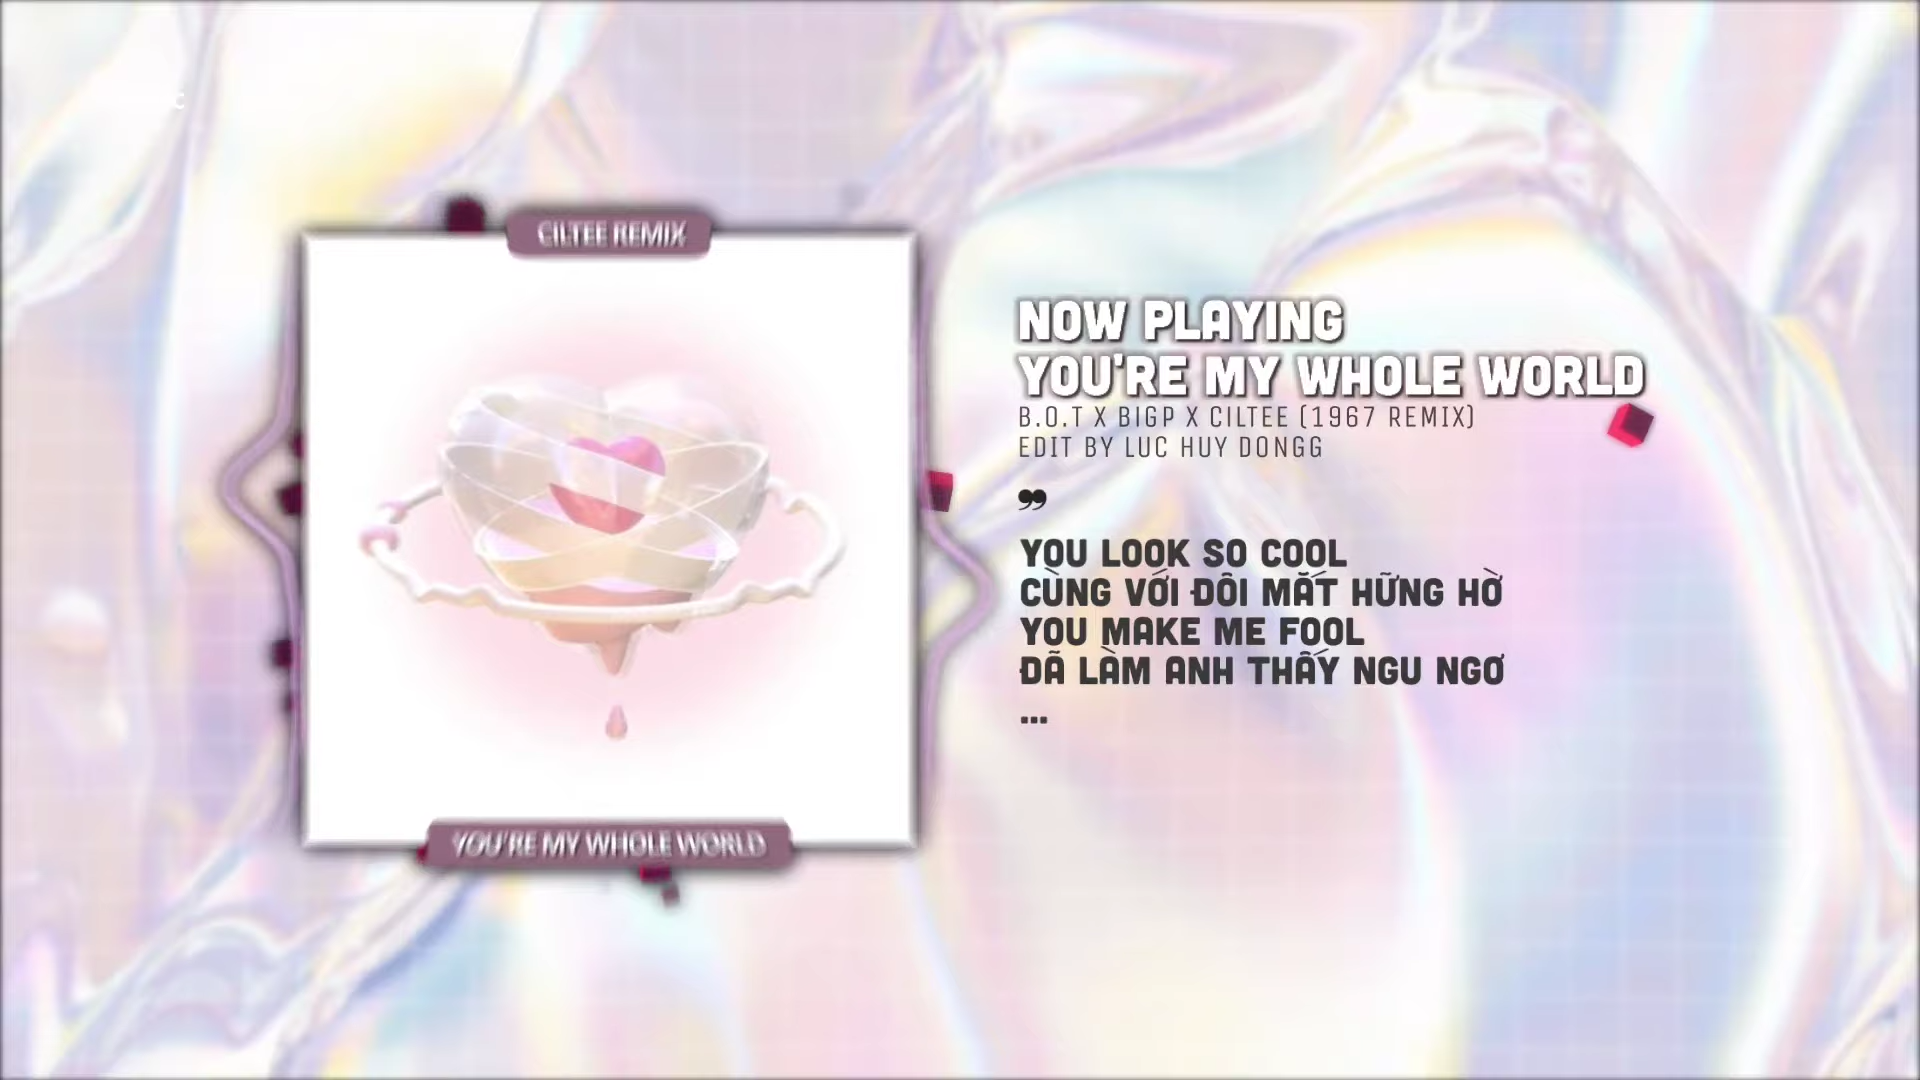 CILTEE REMIX
NOW PLAYING
YOU'RE MY WHOLE WORLD
B.O.T X BIGP X CILTEE (1967 REMIX)
EDIT BY LUC HUY DONGG
”
YOU LOOK SO COOL
CÙNG VỚI ĐÔI MẮT HỮNG HỜ
YOU MAKE ME FOOL
ĐÃ LÀM ANH THẤY NGU NGƠ
...
YOU'RE MY WHOLE WORLD